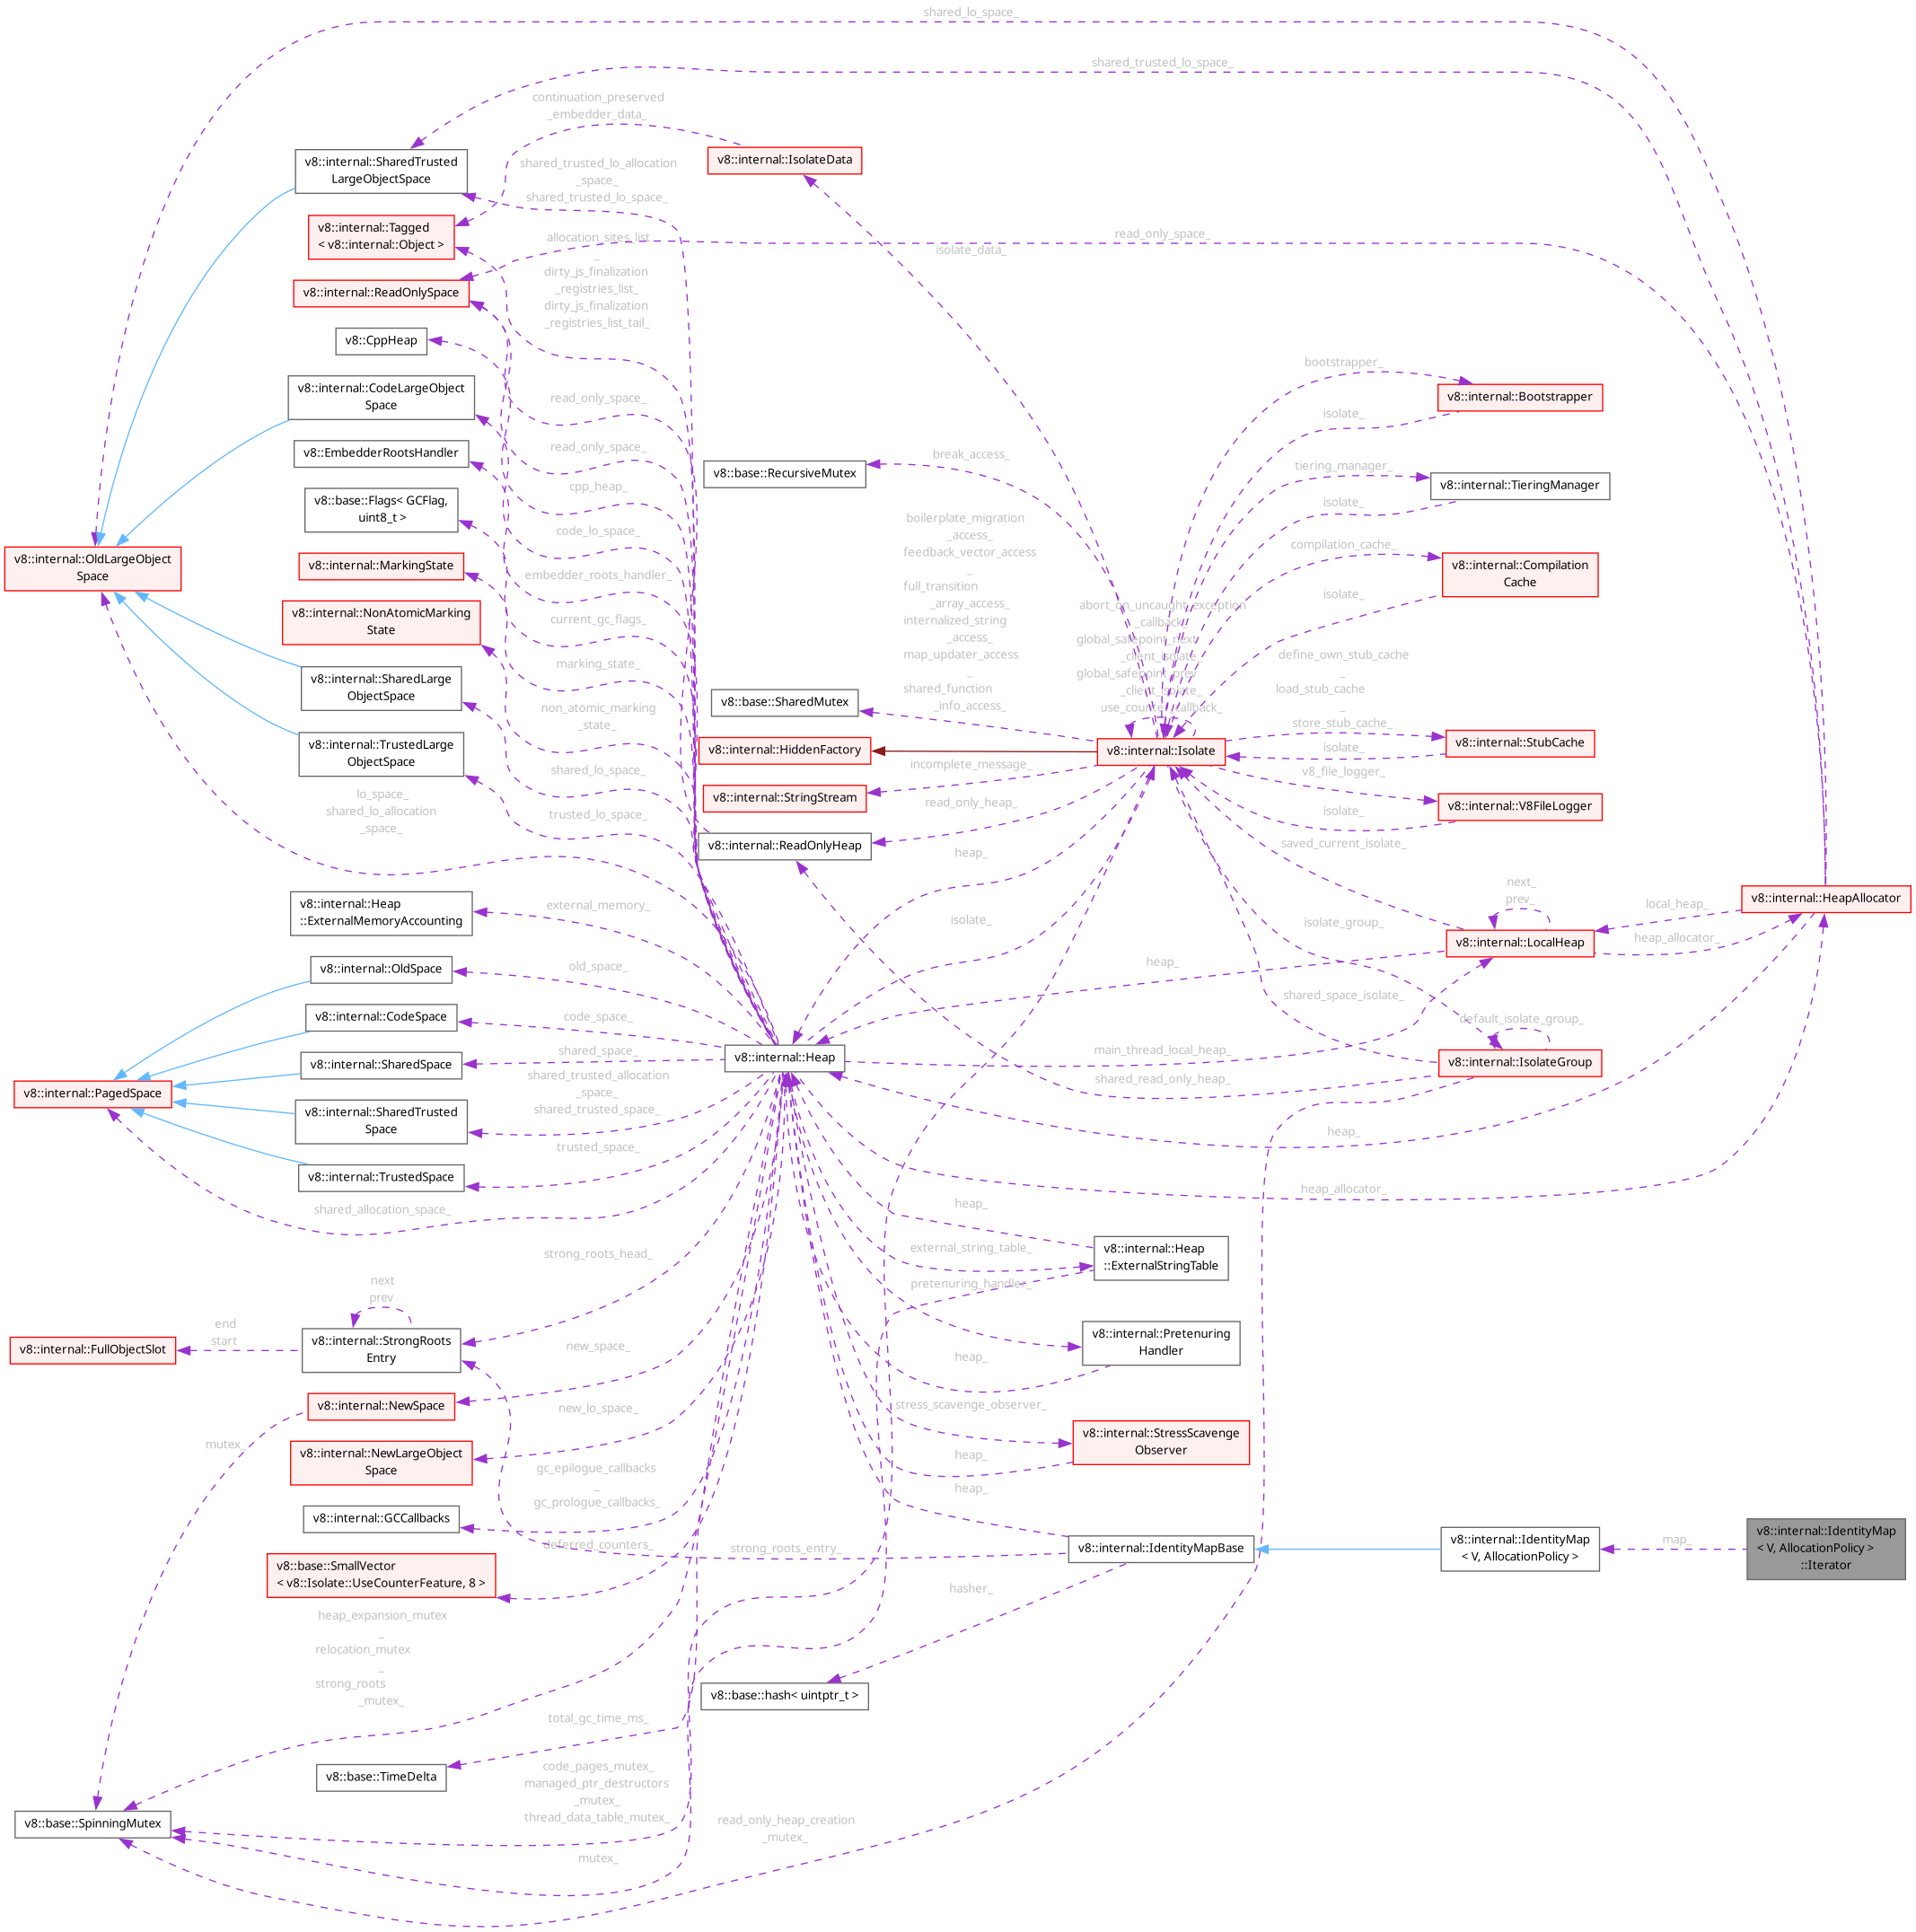 shared_lo_space_
shared_trusted_lo_space_
continuation_preserved
_embedder_data_
v8::internal::SharedTrusted
LargeObjectSpace
v8::internal::IsolateData
shared_trusted_lo_allocation
_space_
shared_trusted_lo_space_
v8::internal::Tagged
< v8::internal::Object >
allocation_sites_list
_
dirty_js_finalization
_registries_list_
dirty_js_finalization
_registries_list_tail_
read_only_space_
isolate_data_
v8::internal::ReadOnlySpace
v8::CppHeap
bootstrapper_
v8::internal::CodeLargeObject
Space
read_only_space_
v8::internal::Bootstrapper
isolate_
v8::EmbedderRootsHandler
read_only_space_
break_access_
v8::base::RecursiveMutex
tiering_manager_
v8::internal::TieringManager
isolate_
v8::base::Flags< GCFlag,
uint8_t >
cpp_heap_
boilerplate_migration
_access_
feedback_vector_access
_
full_transition
_array_access_
internalized_string
_access_
map_updater_access
_
shared_function
_info_access_
code_lo_space_
compilation_cache_
v8::internal::OldLargeObject
Space
v8::internal::MarkingState
embedder_roots_handler_
v8::internal::Compilation
Cache
isolate_
v8::internal::NonAtomicMarking
State
current_gc_flags_
abort_on_uncaught_exception
_callback_
global_safepoint_next
_client_isolate_
global_safepoint_prev
_client_isolate_
use_counter_callback_
define_own_stub_cache
_
load_stub_cache
_
store_stub_cache_
v8::internal::SharedLarge
ObjectSpace
marking_state_
v8::base::SharedMutex
non_atomic_marking
_state_
v8::internal::TrustedLarge
ObjectSpace
v8::internal::HiddenFactory
v8::internal::Isolate
v8::internal::StubCache
isolate_
shared_lo_space_
incomplete_message_
v8_file_logger_
lo_space_
shared_lo_allocation
_space_
trusted_lo_space_
v8::internal::StringStream
read_only_heap_
v8::internal::V8FileLogger
isolate_
v8::internal::ReadOnlyHeap
heap_
saved_current_isolate_
v8::internal::Heap
::ExternalMemoryAccounting
external_memory_
isolate_
next_
prev_
isolate_group_
local_heap_
v8::internal::HeapAllocator
v8::internal::LocalHeap
heap_allocator_
v8::internal::OldSpace
old_space_
heap_
shared_space_isolate_
v8::internal::CodeSpace
code_space_
default_isolate_group_
v8::internal::SharedSpace
shared_space_
v8::internal::Heap
main_thread_local_heap_
v8::internal::IsolateGroup
v8::internal::PagedSpace
shared_trusted_allocation
_space_
shared_trusted_space_
shared_read_only_heap_
v8::internal::SharedTrusted
Space
heap_
trusted_space_
v8::internal::TrustedSpace
heap_allocator_
shared_allocation_space_
heap_
strong_roots_head_
external_string_table_
v8::internal::Heap
::ExternalStringTable
pretenuring_handler_
next
prev
end
start
v8::internal::FullObjectSlot
v8::internal::StrongRoots
Entry
new_space_
heap_
v8::internal::Pretenuring
Handler
v8::internal::NewSpace
new_lo_space_
stress_scavenge_observer_
mutex_
v8::internal::NewLargeObject
Space
heap_
v8::internal::StressScavenge
Observer
gc_epilogue_callbacks
_
gc_prologue_callbacks_
heap_
v8::internal::GCCallbacks
deferred_counters_
strong_roots_entry_
v8::internal::IdentityMapBase
v8::internal::IdentityMap
< V, AllocationPolicy >
map_
v8::internal::IdentityMap
< V, AllocationPolicy >
::Iterator
v8::base::SmallVector
< v8::Isolate::UseCounterFeature, 8 >
hasher_
heap_expansion_mutex
_
relocation_mutex
_
strong_roots
_mutex_
v8::base::hash< uintptr_t >
total_gc_time_ms_
v8::base::TimeDelta
code_pages_mutex_
managed_ptr_destructors
_mutex_
thread_data_table_mutex_
v8::base::SpinningMutex
read_only_heap_creation
_mutex_
mutex_